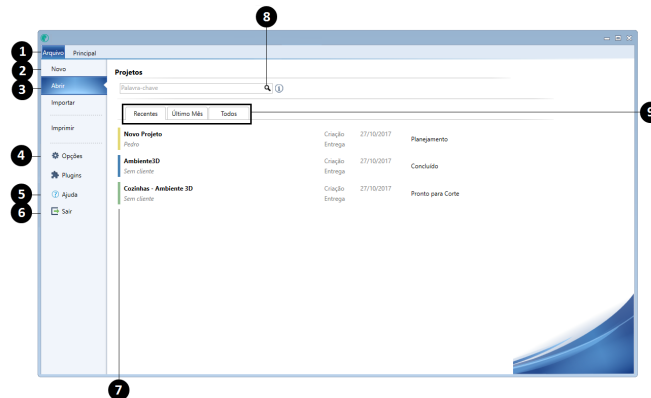 8
1
Arquivo Principal
2
Novo
Projetos
3
Abrir
Palavra-chave
Importar
9
Recentes Último Mês Todos
Imprimir
Novo Projeto Criação 27/10/2017 Planejamento
Pedro Entrega
4
Opções
Ambiente3D Criação 27/10/2017 Concluído
Sem cliente Entrega
Plugins
5
Ajuda
Cozinhas - Ambiente 3D Criação 27/10/2017 Pronto para Corte
Sem cliente Entrega
6
Sair
7